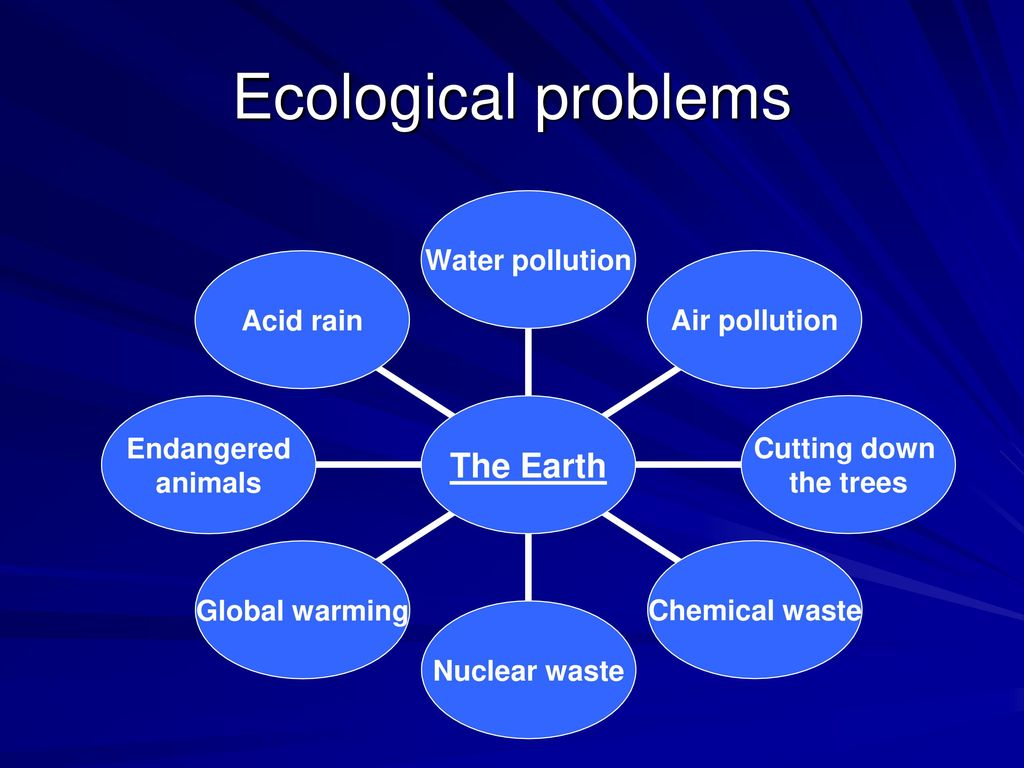 Ecological problems
Water pollution
Acid rain
Air pollution
Endangered
animals
The Earth
Cutting down
the trees
Global warming
Chemical waste
Nuclear waste